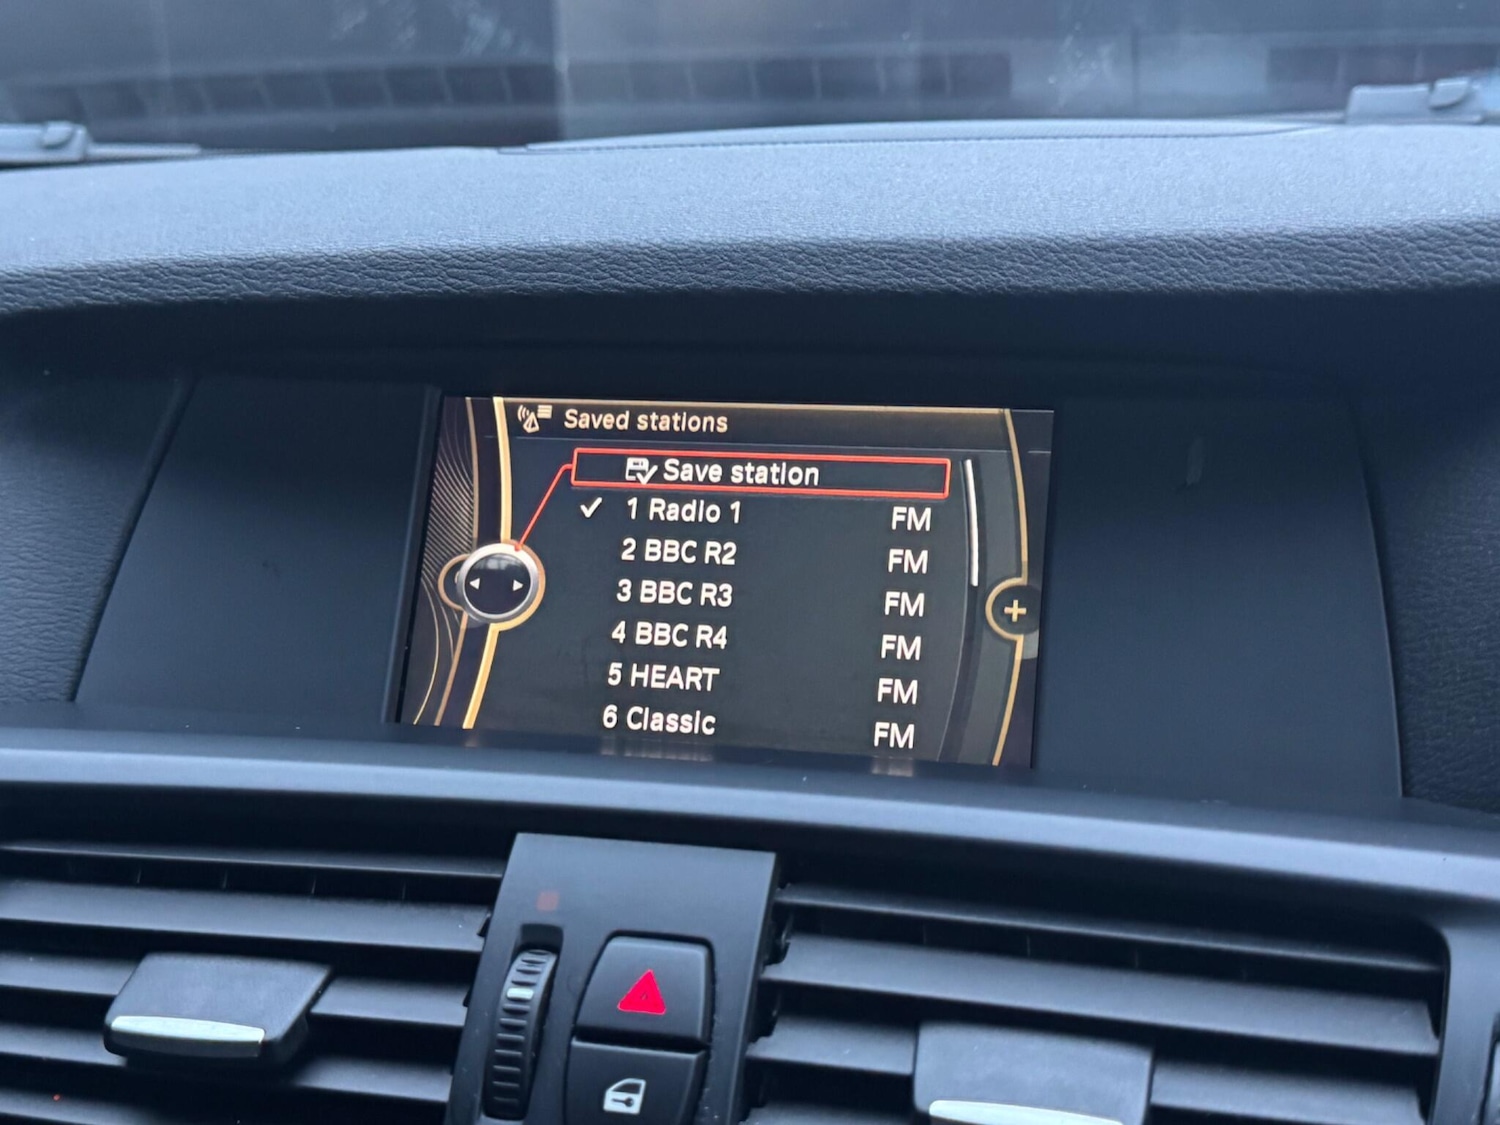 Saved stations
Save station
1 Radio 1 FM
2 BBC R2 FM
3 BBC R3 FM
4 BBC R4 FM
5 HEART FM
6 Classic FM